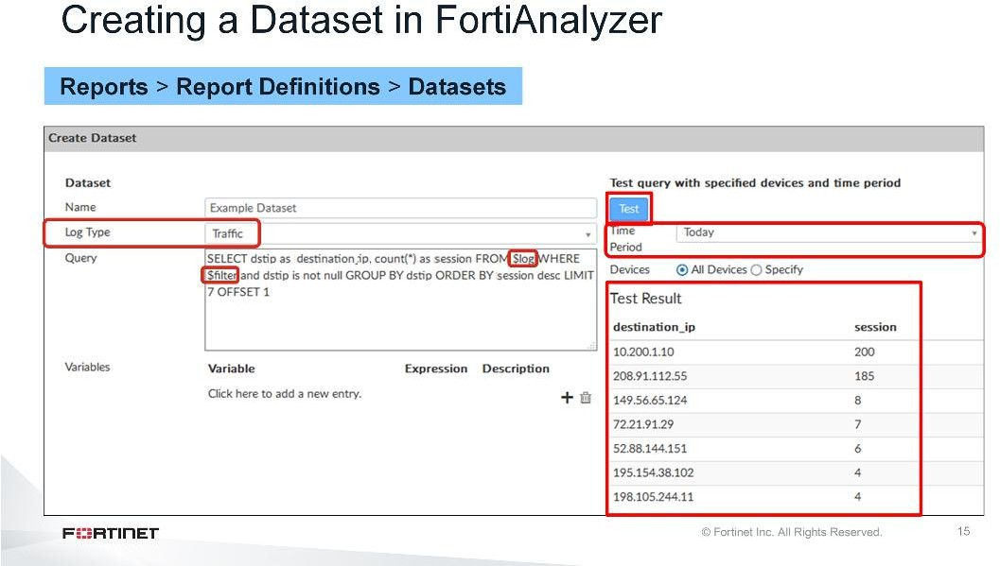 Creating a Dataset in FortiAnalyzer
Reports > Report Definitions > Datasets
Create Dataset
Dataset
Name Example Dataset
Log Type Traffic
Query SELECT dstip as destination_ip, count(*) as session FROM $log WHERE
$filter and dstip is not null GROUP BY dstip ORDER BY session desc LIMIT
7 OFFSET 1
Variables Variable Expression Description
Click here to add a new entry.
Test query with specified devices and time period
Test
Time Period Today
Devices All Devices Specify
Test Result
destination_ip session
10.200.1.10 200
208.91.112.55 185
149.56.65.124 8
72.21.91.29 7
52.88.144.151 6
195.154.38.102 4
198.105.244.11 4
FORTINET
© Fortinet Inc. All Rights Reserved.
15